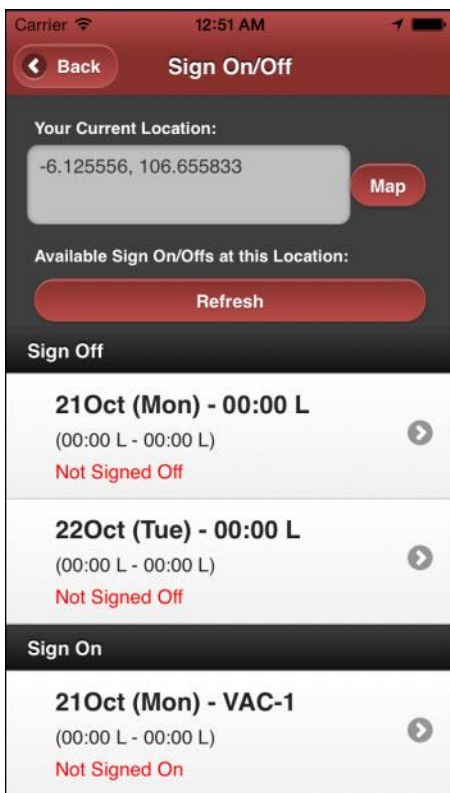 Carrier 12:51 AM
Back Sign On/Off
Your Current Location:
-6.125556, 106.655833
Map
Available Sign On/Offs at this Location:
Refresh
Sign Off
21Oct (Mon) - 00:00 L
(00:00 L - 00:00 L)
Not Signed Off
22Oct (Tue) - 00:00 L
(00:00 L - 00:00 L)
Not Signed Off
Sign On
21Oct (Mon) - VAC-1
(00:00 L - 00:00 L)
Not Signed On